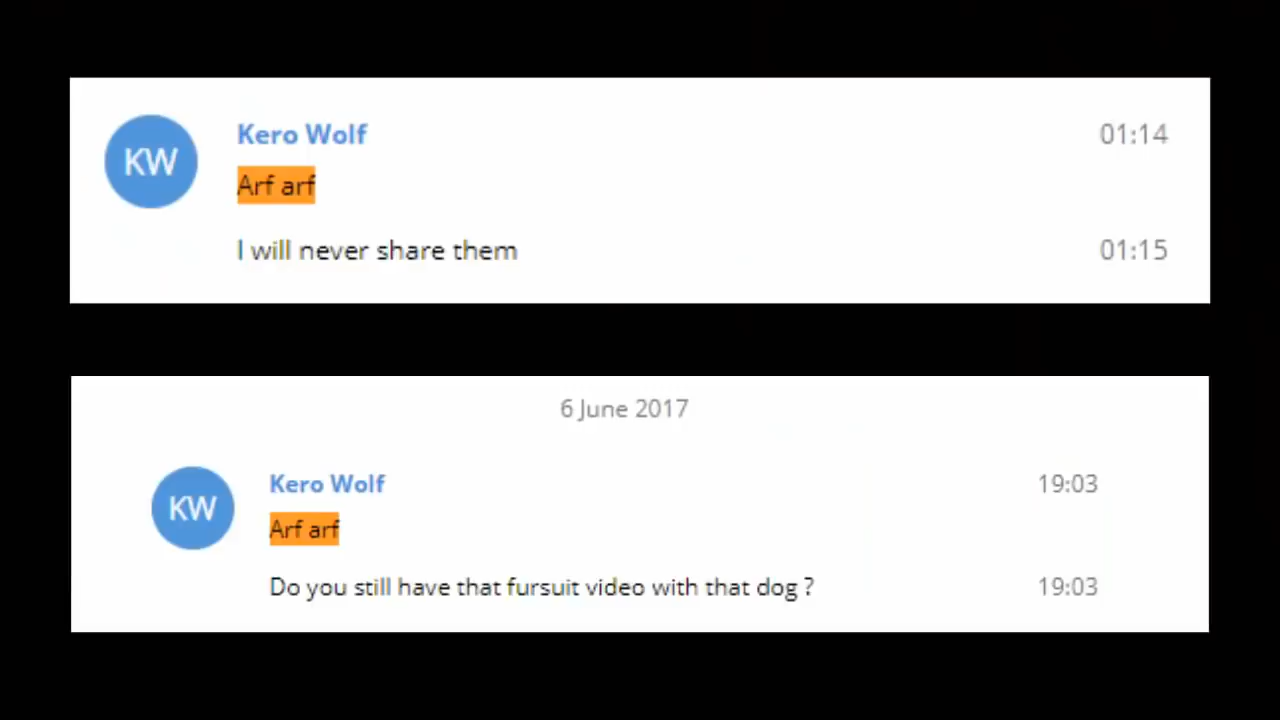 KW
Kero Wolf 01:14
Arf arf
I will never share them 01:15
6 June 2017
KW
Kero Wolf 19:03
Arf arf
Do you still have that fursuit video with that dog ? 19:03